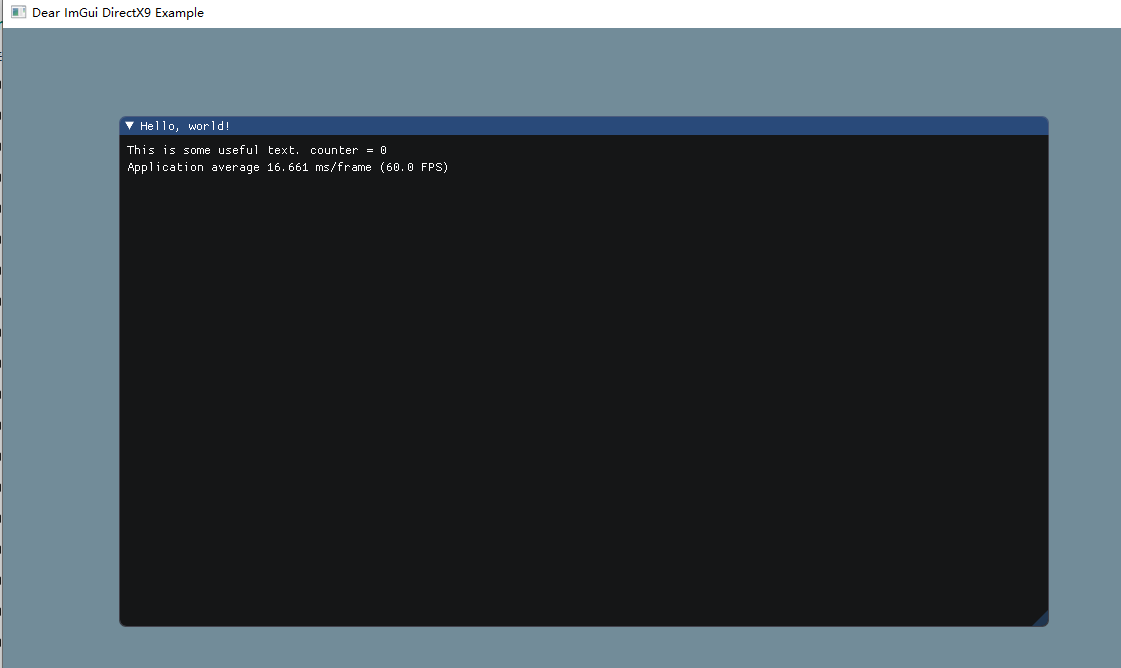 Dear ImGui DirectX9 Example
Hello, world!
This is some useful text. counter = 0
Application average 16.661 ms/frame (60.0 FPS)